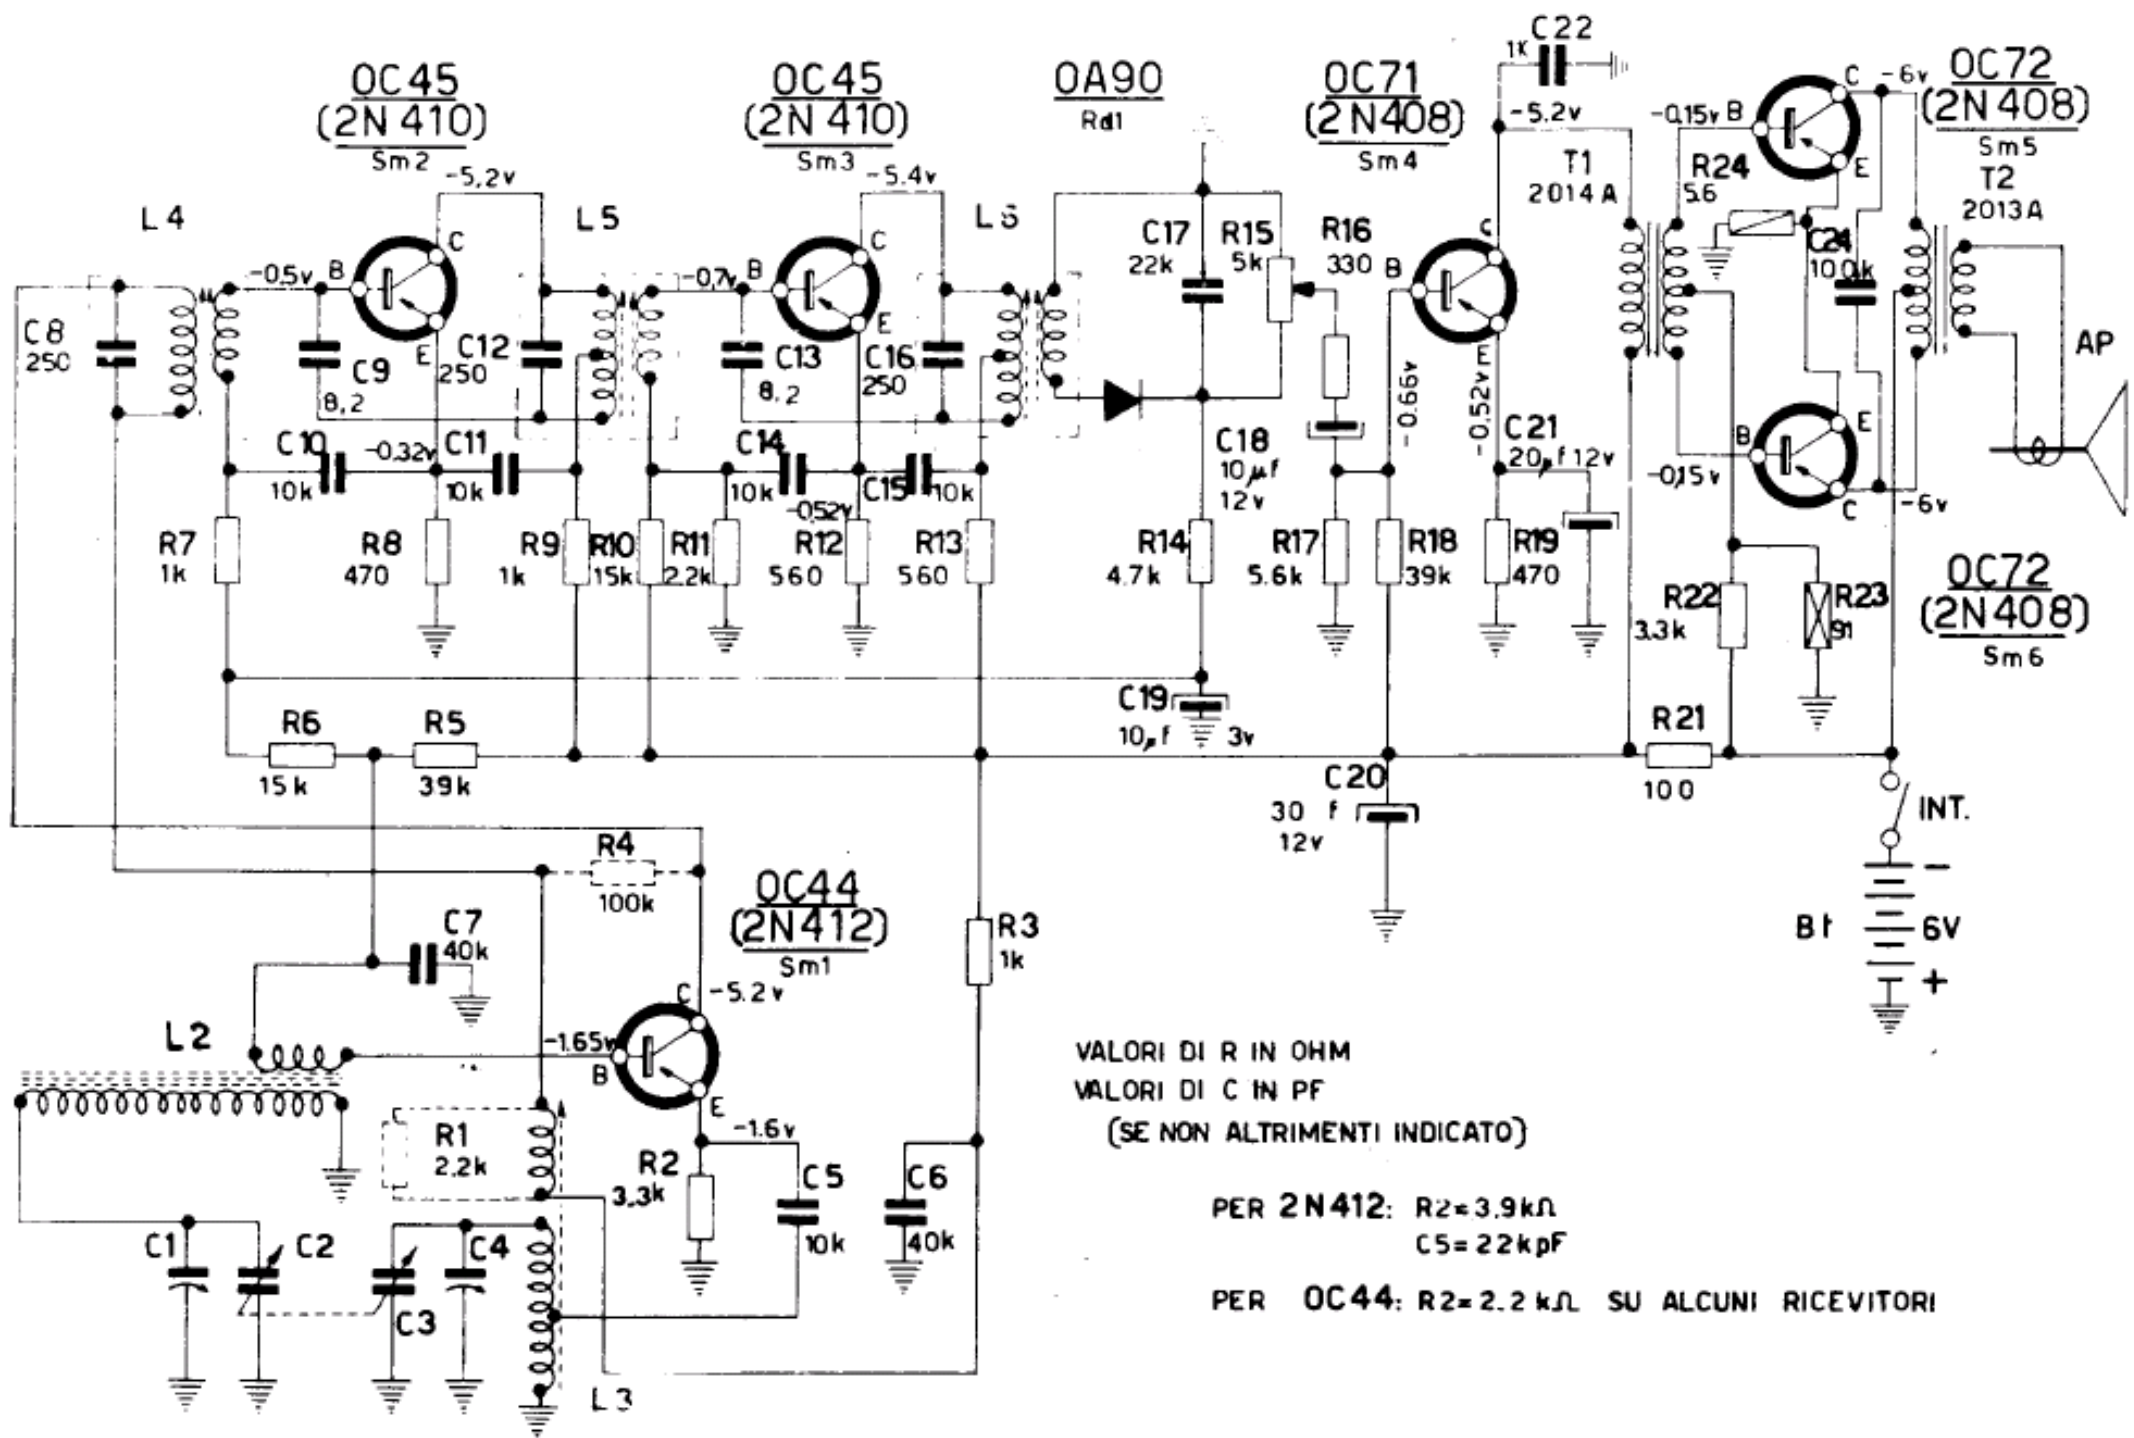 C22
1K
OC45
(2N410)
Sm2
OC45
(2N410)
Sm3
OA90
Rd1
OC71
(2N408)
Sm4
-5.2v
-6v
OC72
(2N408)
Sm5
-0.15v
B
C
E
R24
5.6
T1
2014A
T2
2013A
-5,2v
-5.4v
L4
L5
L6
C17
22k
R15
5k
R16
330
C24
100k
-0,5v
B
C
E
-0,7v
B
C
E
B
C
E
C8
250
C9
8,2
C12
250
C13
8,2
C16
250
AP
-0.66v
-0.52v
C10
10k
-0.32v
C11
10k
C14
10k
-0.52v
C15
10k
C18
10µf
12v
C21
20µf 12v
B
E
C
-0,15v
-6v
R7
1k
R8
470
R9
1k
R10
15k
R11
2.2k
R12
560
R13
560
R14
4.7k
R17
5.6k
R18
39k
R19
470
R22
3.3k
R23
91
OC72
(2N408)
Sm6
R6
15k
R5
39k
C19
10µf
3v
R21
100
C20
30 f
12v
INT.
R4
100k
OC44
(2N412)
Sm1
Bt
6V
-
+
C7
40k
R3
1k
C
-5.2v
L2
-1.65v
B
E
-1.6v
VALORI DI R IN OHM
VALORI DI C IN PF
(SE NON ALTRIMENTI INDICATO)
R1
2.2k
R2
3.3k
C5
10k
C6
40k
PER 2N412: R2=3.9kΩ
C5=22kpF
C1
C2
C3
C4
PER OC44: R2=2.2kΩ SU ALCUNI RICEVITORI
L3